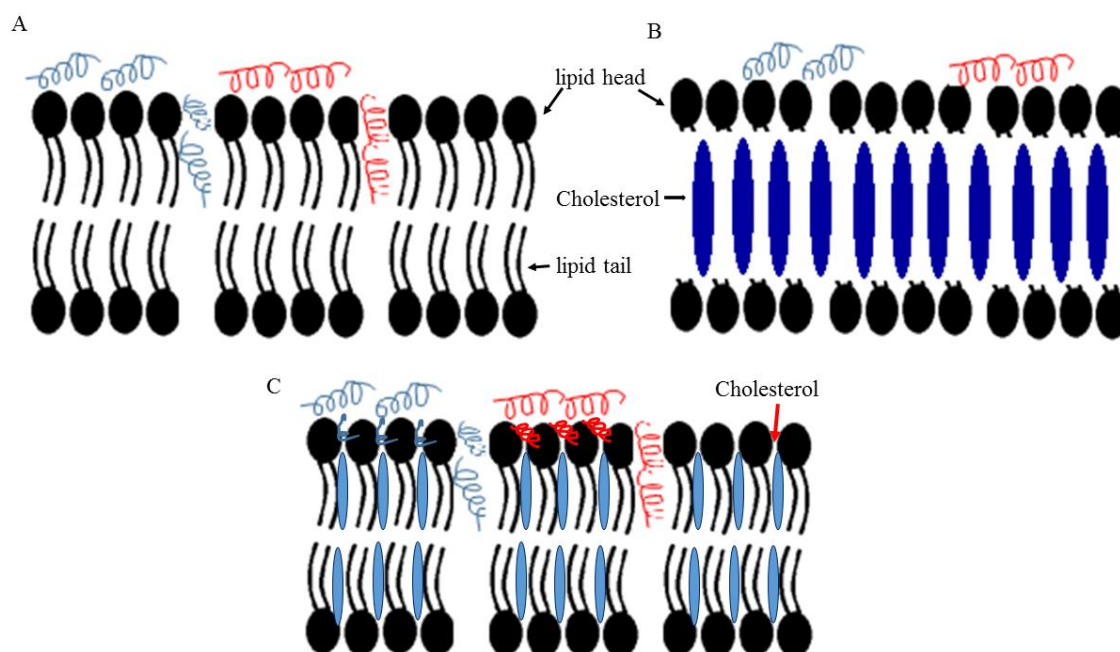 A
B
lipid head
Cholesterol
lipid tail
C
Cholesterol